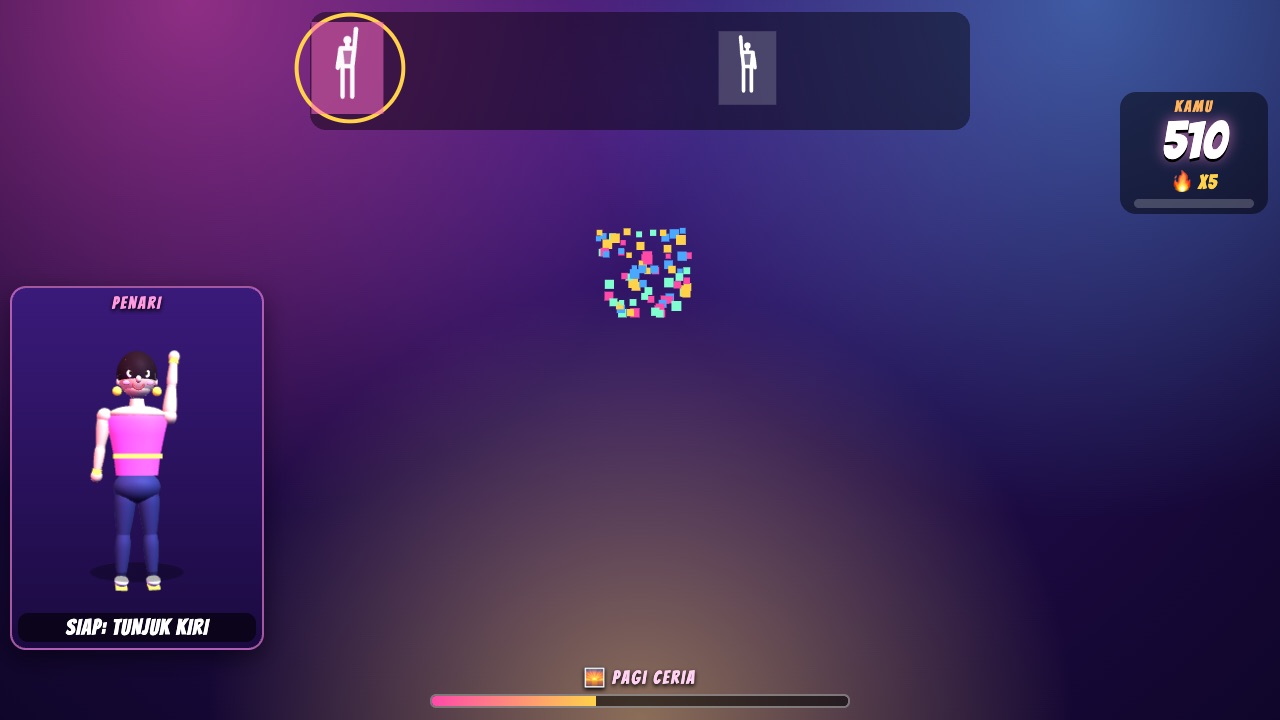 KAMU
510
🔥 X5
PENARI
SIAP: TUNJUK KIRI
🌅 PAGI CERIA